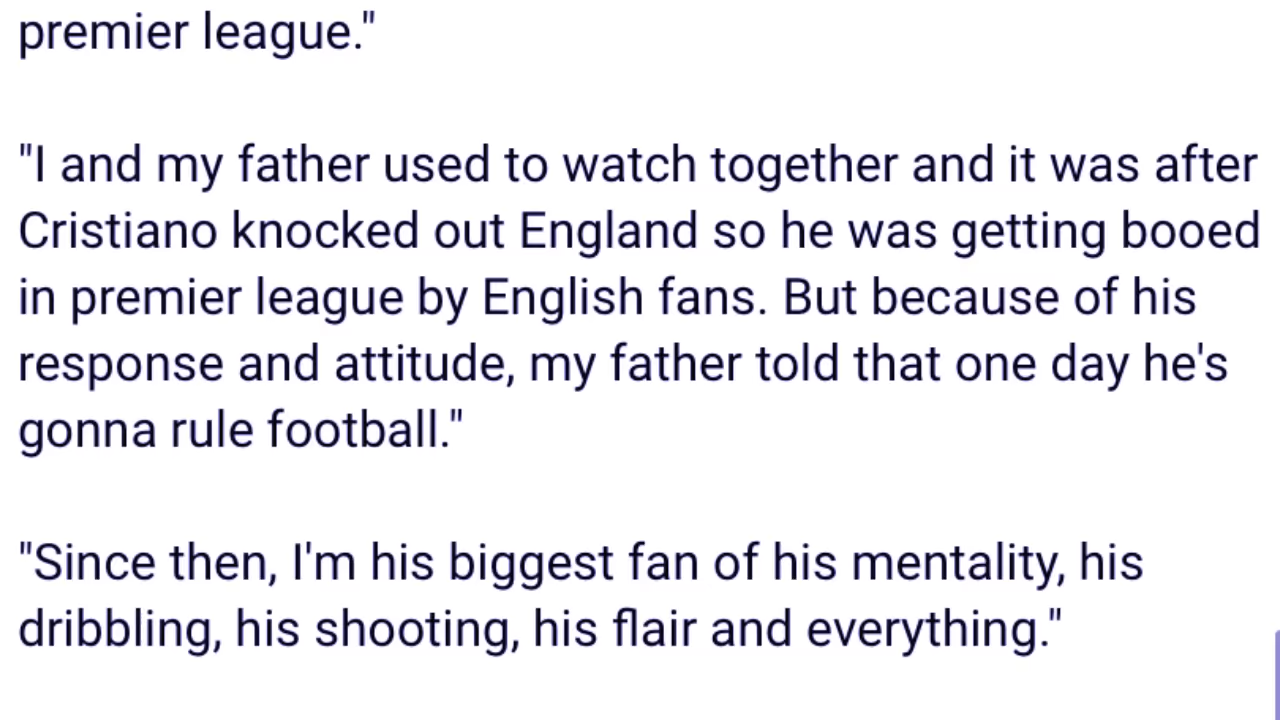 premier league."
"I and my father used to watch together and it was after
Cristiano knocked out England so he was getting booed
in premier league by English fans. But because of his
response and attitude, my father told that one day he's
gonna rule football."
"Since then, I'm his biggest fan of his mentality, his
dribbling, his shooting, his flair and everything."